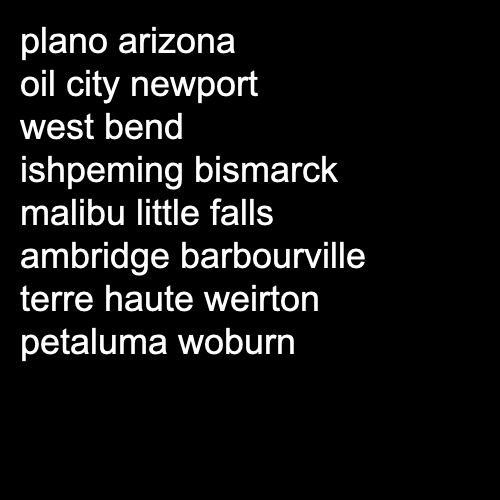 plano arizona
oil city newport
west bend
ishpeming bismarck
malibu little falls
ambridge barbourville
terre haute weirton
petaluma woburn